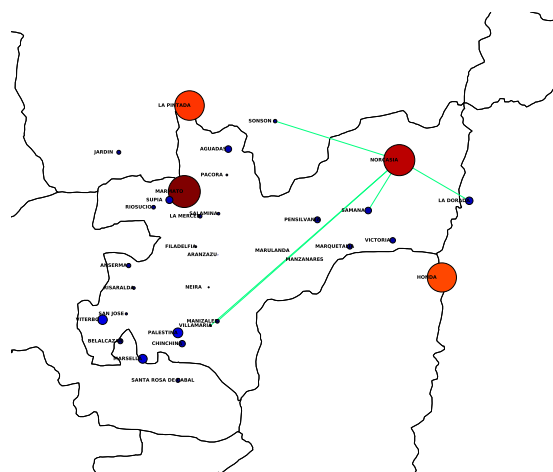 LA PINTADA
SONSON
JARDIN
AGUADAS
NORCASIA
PACORA
MARMATO
SUPIA
LA DORADA
RIOSUCIO
SAMANA
LA MERCED
SALAMINA
PENSILVANIA
VICTORIA
FILADELFIA
MARQUETALIA
MARULANDA
ARANZAZU
MANZANARES
ANSERMA
HONDA
RISARALDA
NEIRA
SAN JOSE
VITERBO
MANIZALES
VILLAMARIA
PALESTINA
BELALCAZAR
CHINCHINA
MARSELLA
SANTA ROSA DE CABAL